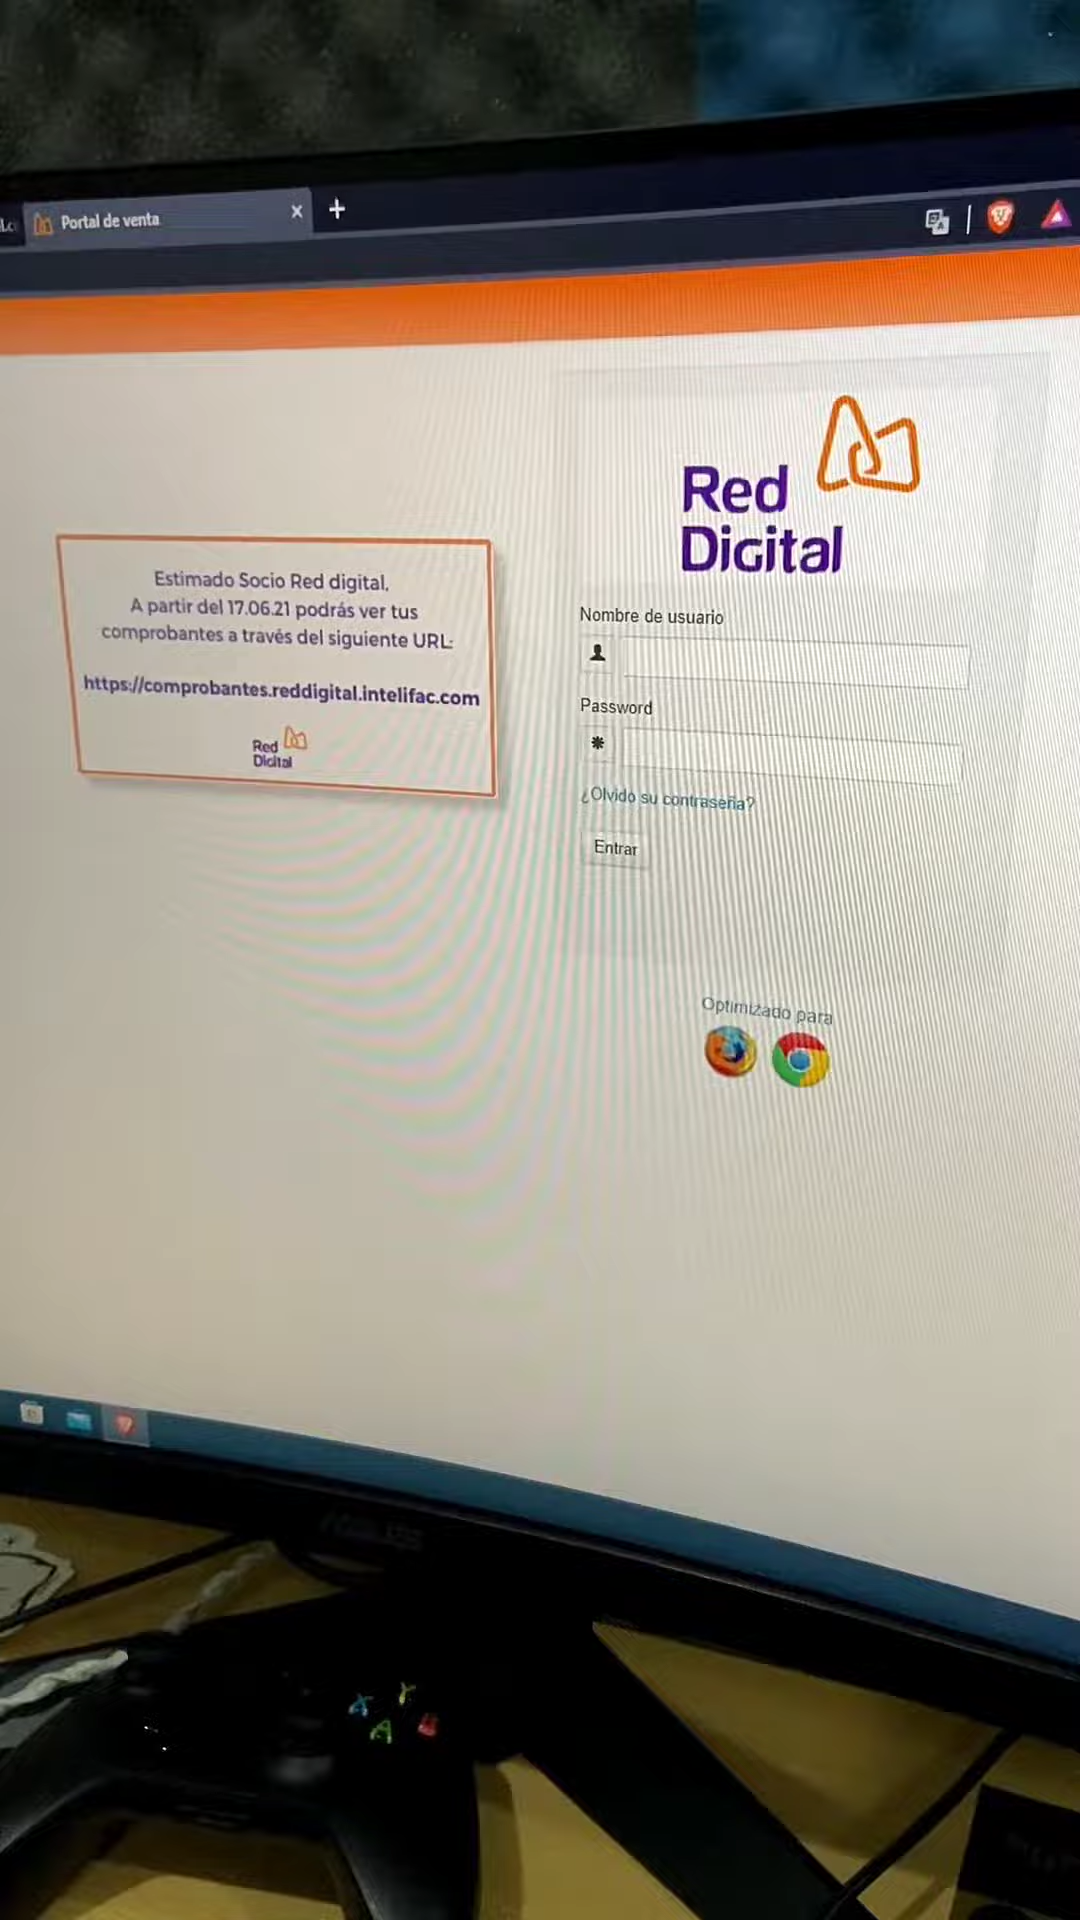 Portal de venta
Estimado Socio Red digital,
A partir del 17.06.21 podrás ver tus
comprobantes a través del siguiente URL:
https://comprobantes.reddigital.intelifac.com
Red
Digital
Red
Digital
Nombre de usuario
Password
¿Olvido su contraseña?
Entrar
Optimizado para
X
Y
A
B